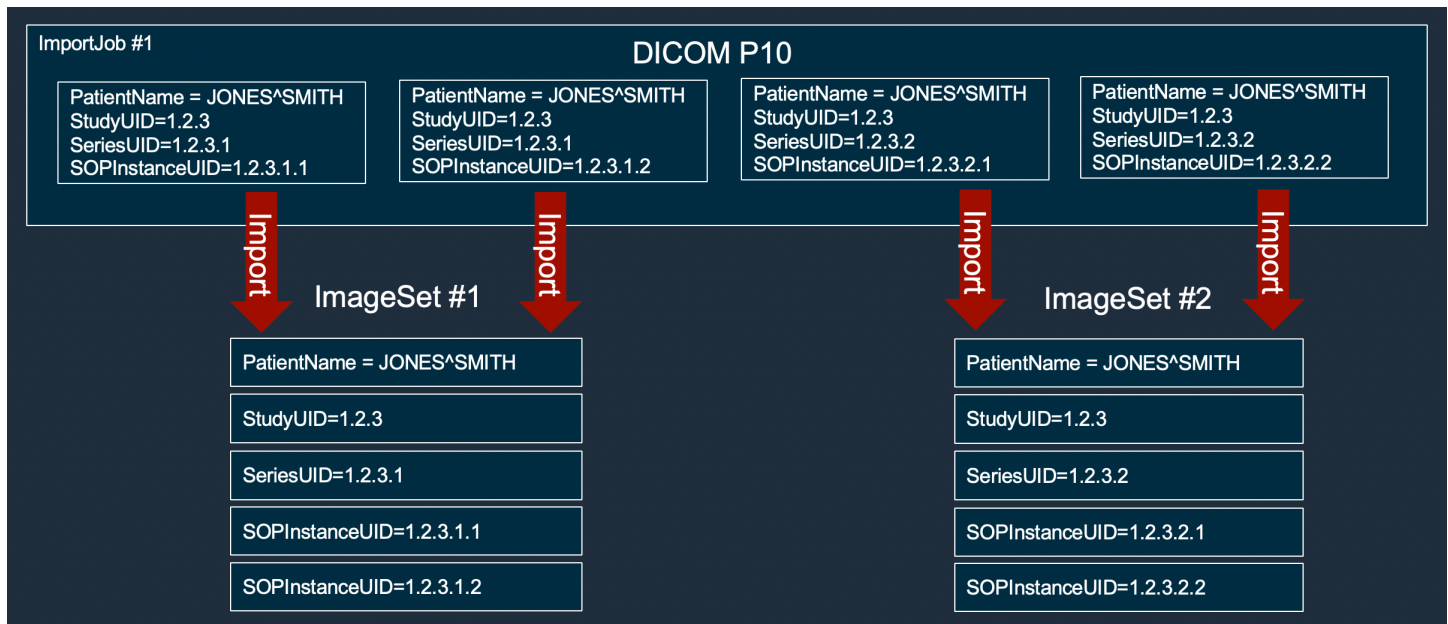 ImportJob #1
DICOM P10
PatientName = JONES^SMITH
StudyUID=1.2.3
SeriesUID=1.2.3.1
SOPInstanceUID=1.2.3.1.1
PatientName = JONES^SMITH
StudyUID=1.2.3
SeriesUID=1.2.3.1
SOPInstanceUID=1.2.3.1.2
PatientName = JONES^SMITH
StudyUID=1.2.3
SeriesUID=1.2.3.2
SOPInstanceUID=1.2.3.2.1
PatientName = JONES^SMITH
StudyUID=1.2.3
SeriesUID=1.2.3.2
SOPInstanceUID=1.2.3.2.2
Import
Import
Import
Import
ImageSet #1
PatientName = JONES^SMITH
StudyUID=1.2.3
SeriesUID=1.2.3.1
SOPInstanceUID=1.2.3.1.1
SOPInstanceUID=1.2.3.1.2
ImageSet #2
PatientName = JONES^SMITH
StudyUID=1.2.3
SeriesUID=1.2.3.2
SOPInstanceUID=1.2.3.2.1
SOPInstanceUID=1.2.3.2.2